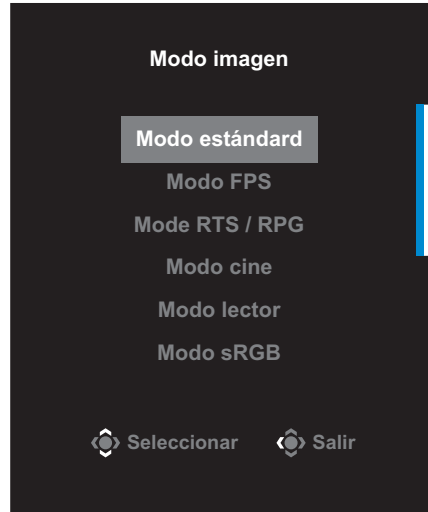 Modo imagen
Modo estándard
Modo FPS
Mode RTS / RPG
Modo cine
Modo lector
Modo sRGB
Seleccionar Salir